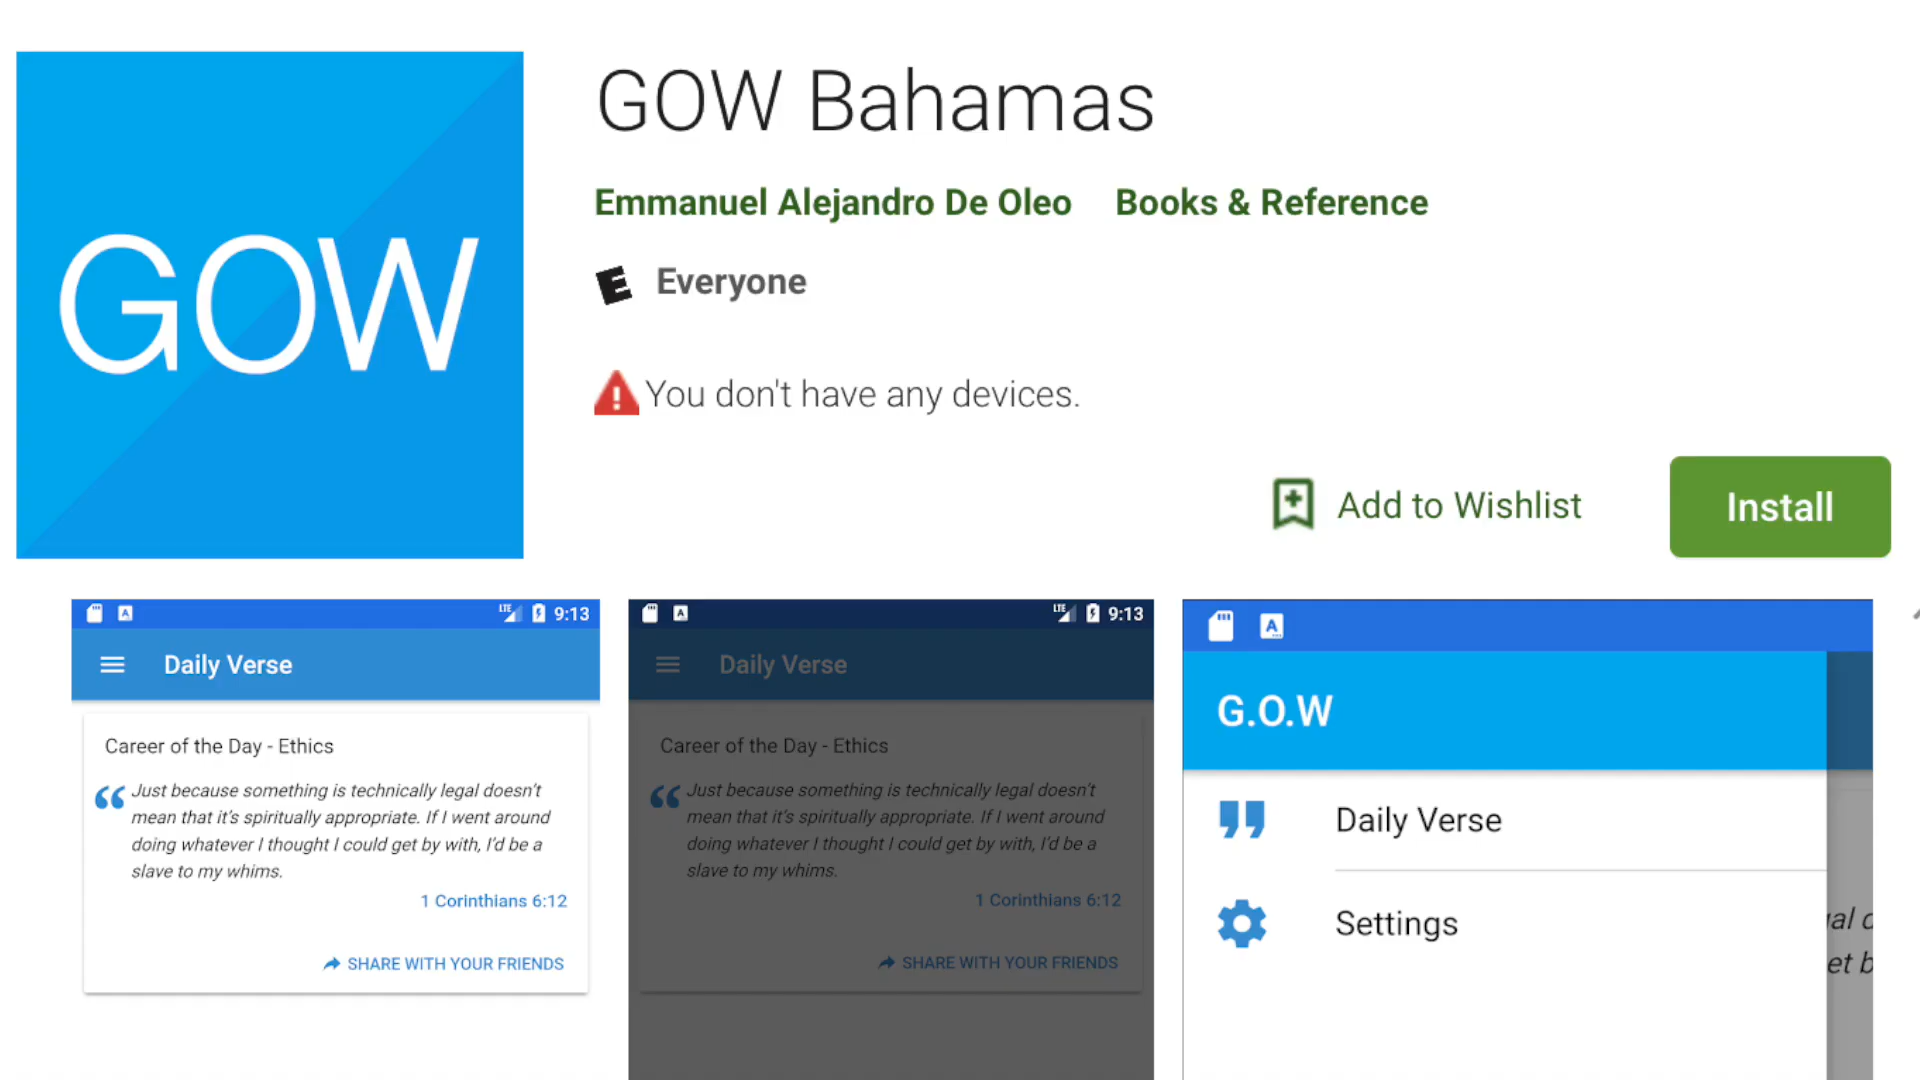 GOW
GOW Bahamas
Emmanuel Alejandro De Oleo Books & Reference
E Everyone
You don't have any devices.
Add to Wishlist
Install
LTE 9:13
Daily Verse
Career of the Day - Ethics
“ Just because something is technically legal doesn't
mean that it's spiritually appropriate. If I went around
doing whatever I thought I could get by with, I'd be a
slave to my whims.
1 Corinthians 6:12
SHARE WITH YOUR FRIENDS
LTE 9:13
Daily Verse
Career of the Day - Ethics
“ Just because something is technically legal doesn't
mean that it's spiritually appropriate. If I went around
doing whatever I thought I could get by with, I'd be a
slave to my whims.
1 Corinthians 6:12
SHARE WITH YOUR FRIENDS
A
G.O.W
Daily Verse
Settings